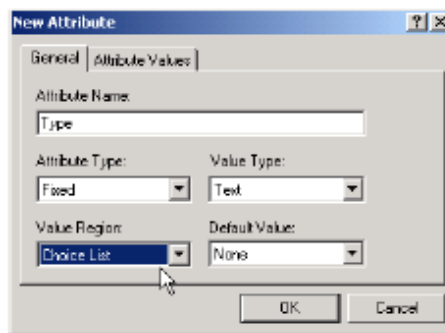 New Attribute
General Attribute Values
Attribute Name:
Type
Attribute Type: Value Type:
Fixed Text
Value Region: Default Value:
Choice List None
OK Cancel